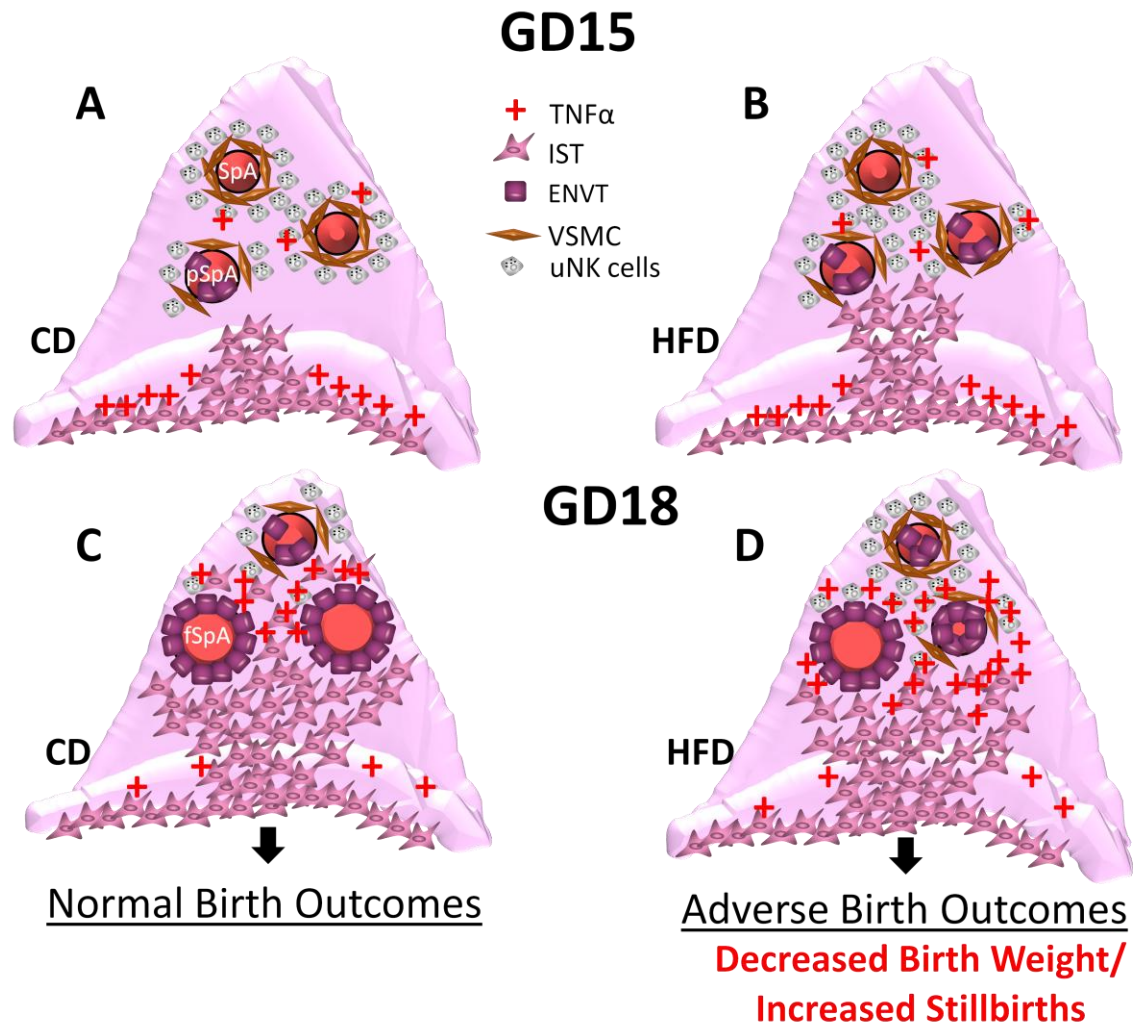 GD15
A
B
TNFα
IST
ENVT
VSMC
uNK cells
SpA
pSpA
CD
HFD
GD18
C
D
fSpA
CD
HFD
Normal Birth Outcomes
Adverse Birth Outcomes
Decreased Birth Weight/
Increased Stillbirths